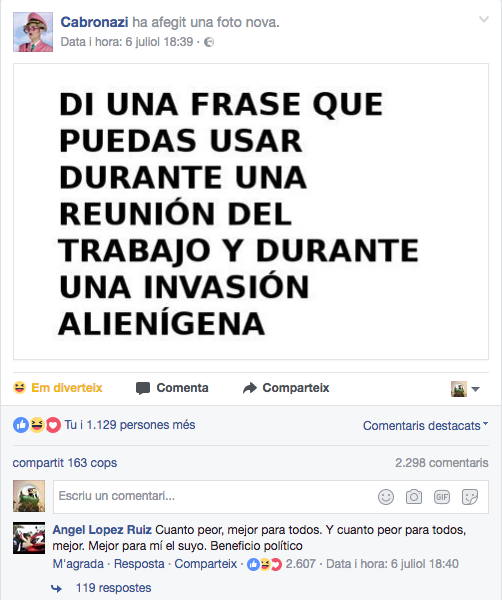 Cabronazi ha afegit una foto nova.
Data i hora: 6 juliol 18:39 ·
DI UNA FRASE QUE
PUEDAS USAR
DURANTE UNA
REUNIÓN DEL
TRABAJO Y DURANTE
UNA INVASIÓN
ALIENÍGENA
Em diverteix Comenta Comparteix
Tu i 1.129 persones més Comentaris destacats
compartit 163 cops 2.298 comentaris
Escriu un comentari... GIF
Angel Lopez Ruiz Cuanto peor, mejor para todos. Y cuanto peor para todos,
mejor. Mejor para mí el suyo. Beneficio político
M'agrada · Resposta · Comparteix · 2.607 · Data i hora: 6 juliol 18:40
119 respostes